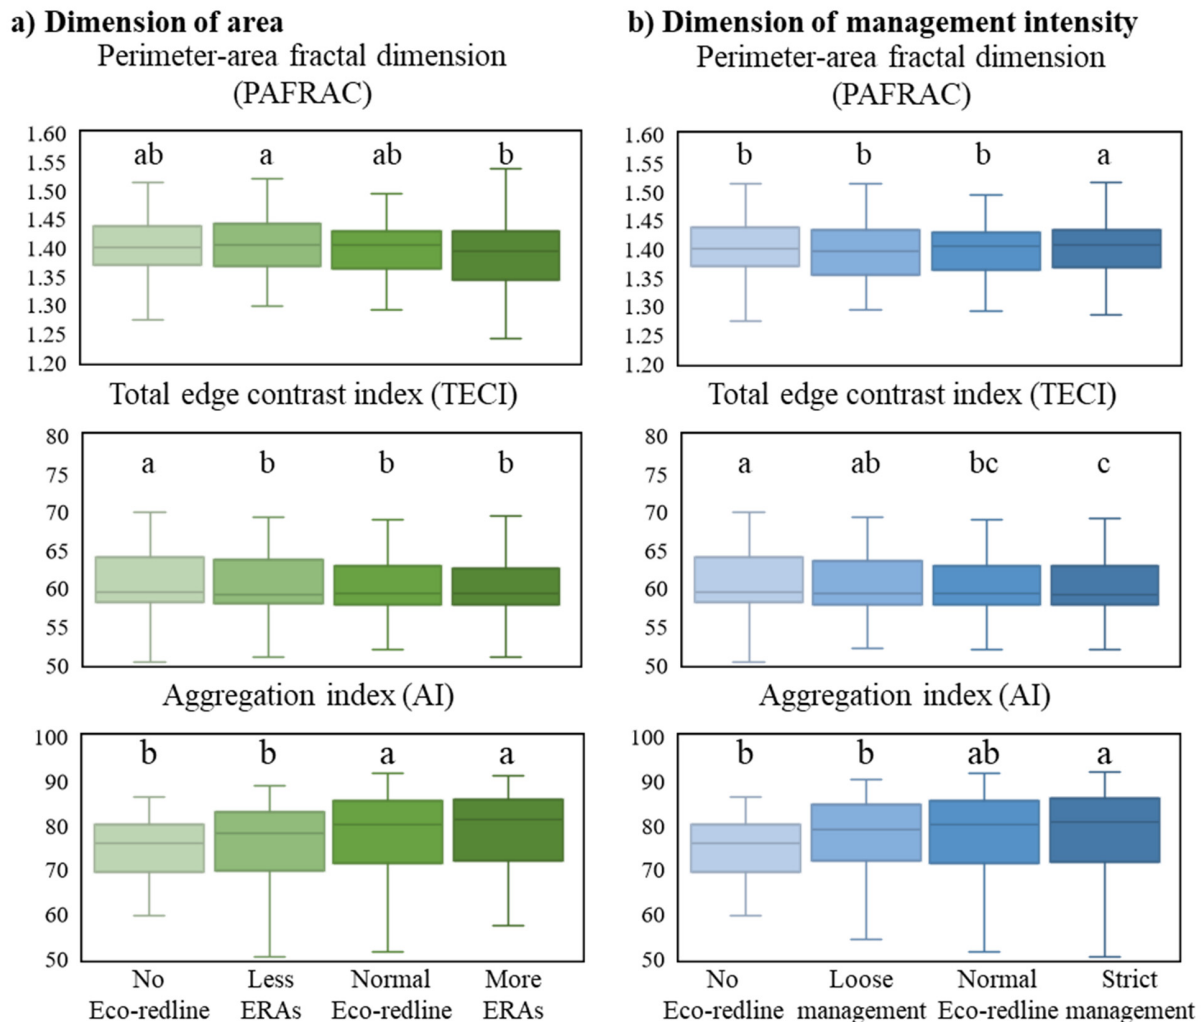 a) Dimension of area
Perimeter-area fractal dimension
(PAFRAC)
1.60
1.55
1.50
1.45
1.40
1.35
1.30
1.25
1.20
ab a ab b
Total edge contrast index (TECI)
80
75
70
65
60
55
50
a b b b
Aggregation index (AI)
100
90
80
70
60
50
b b a a
No Less Normal More
Eco-redline ERAs Eco-redline ERAs
b) Dimension of management intensity
Perimeter-area fractal dimension
(PAFRAC)
1.60
1.55
1.50
1.45
1.40
1.35
1.30
1.25
1.20
b b b a
Total edge contrast index (TECI)
80
75
70
65
60
55
50
a ab bc c
Aggregation index (AI)
100
90
80
70
60
50
b b ab a
No Loose Normal Strict
Eco-redline management Eco-redline management